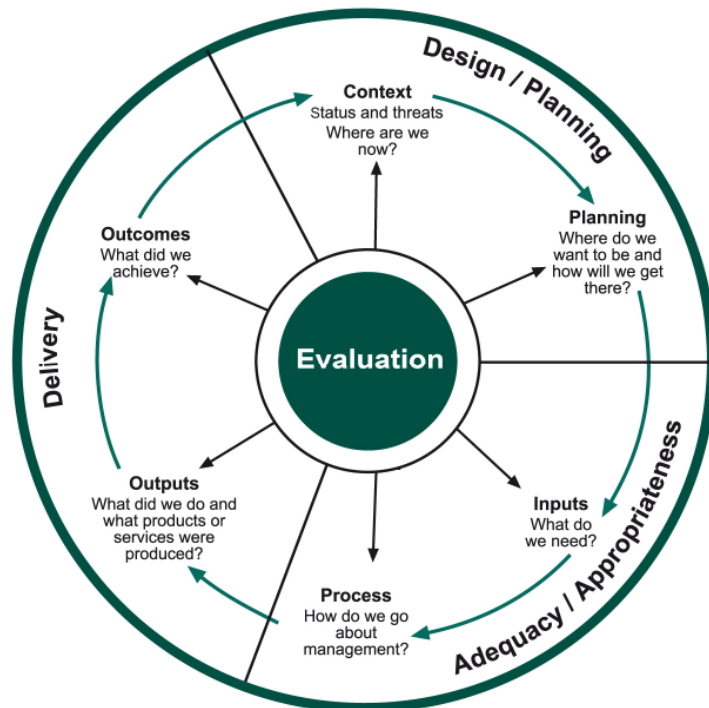 Design / Planning
Context
Status and threats
Where are we
now?
Planning
Where do we
want to be and
how will we get
there?
Outcomes
What did we
achieve?
Delivery
Evaluation
Outputs
What did we do and
what products or
services were
produced?
Inputs
What do
we need?
Process
How do we go
about
management?
Adequacy / Appropriateness